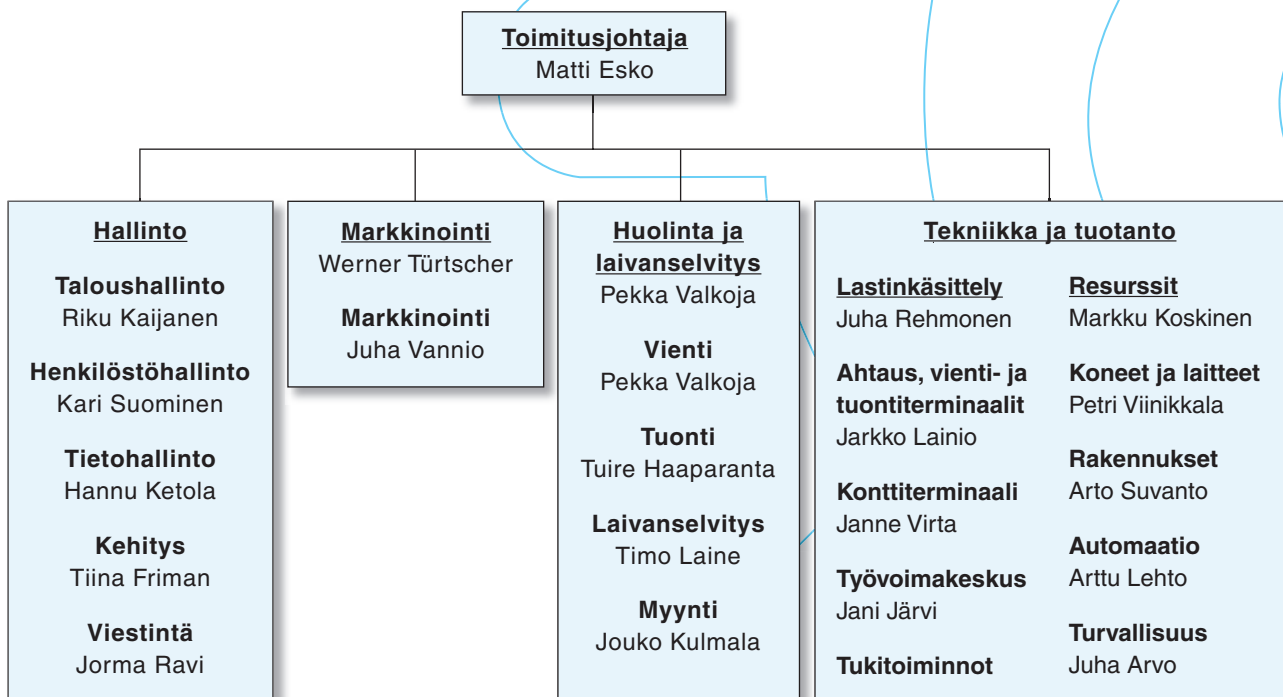 Toimitusjohtaja
Matti Esko
Hallinto
Taloushallinto
Riku Kaijanen
Henkilöstöhallinto
Kari Suominen
Tietohallinto
Hannu Ketola
Kehitys
Tiina Friman
Viestintä
Jorma Ravi
Markkinointi
Werner Türtscher
Markkinointi
Juha Vannio
Huolinta ja
laivanselvitys
Pekka Valkoja
Vienti
Pekka Valkoja
Tuonti
Tuire Haaparanta
Laivanselvitys
Timo Laine
Myynti
Jouko Kulmala
Tekniikka ja tuotanto
Lastinkäsittely
Juha Rehmonen
Ahtaus, vienti- ja
tuontiterminaalit
Jarkko Lainio
Konttiterminaali
Janne Virta
Työvoimakeskus
Jani Järvi
Tukitoiminnot
Resurssit
Markku Koskinen
Koneet ja laitteet
Petri Viinikkala
Rakennukset
Arto Suvanto
Automaatio
Arttu Lehto
Turvallisuus
Juha Arvo